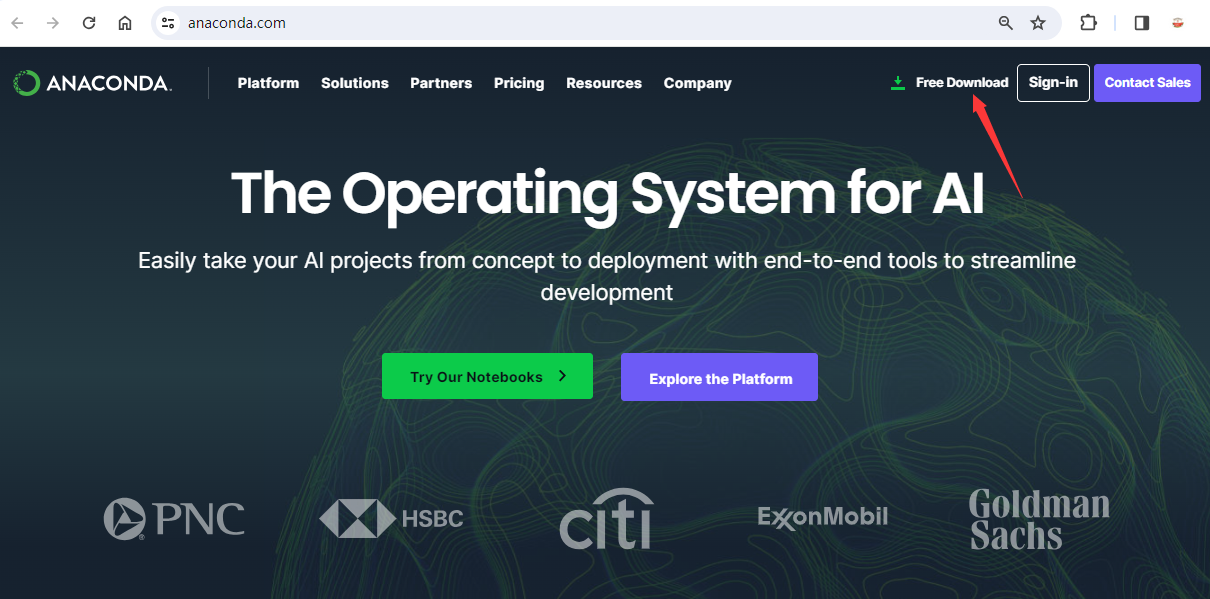 anaconda.com
ANACONDA.
Platform Solutions Partners Pricing Resources Company
Free Download Sign-in Contact Sales
The Operating System for AI
Easily take your AI projects from concept to deployment with end-to-end tools to streamline
development
Try Our Notebooks
Explore the Platform
PNC
HSBC
citi
ExxonMobil
Goldman
Sachs